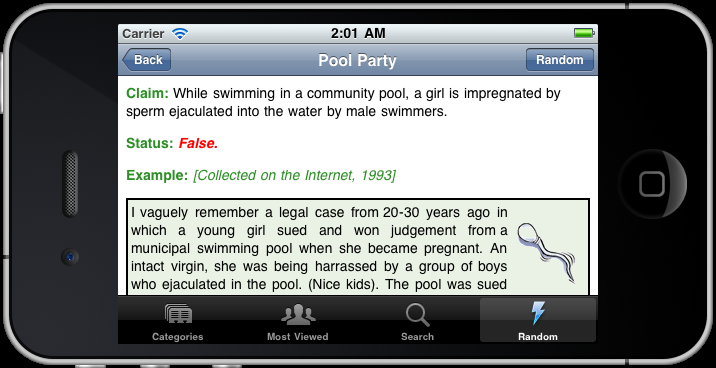 Carrier 2:01 AM
Back Pool Party Random
Claim: While swimming in a community pool, a girl is impregnated by
sperm ejaculated into the water by male swimmers.
Status: False.
Example: [Collected on the Internet, 1993]
I vaguely remember a legal case from 20-30 years ago in
which a young girl sued and won judgement from a
municipal swimming pool when she became pregnant. An
intact virgin, she was being harrassed by a group of boys
who ejaculated in the pool. (Nice kids). The pool was sued
Categories Most Viewed Search Random